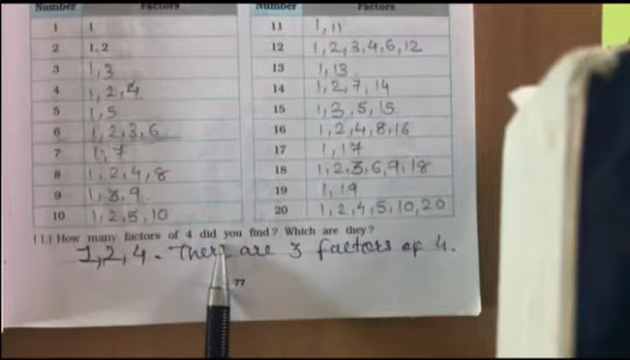 Number Factors Number Factors
1 1 11 1, 11
2 1, 2 12 1, 2, 3, 4, 6, 12
3 1, 3 13 1, 13
4 1, 2, 4 14 1, 2, 7, 14
5 1, 5 15 1, 3, 5, 15
6 1, 2, 3, 6 16 1, 2, 4, 8, 16
7 1, 7 17 1, 17
8 1, 2, 4, 8 18 1, 2, 3, 6, 9, 18
9 1, 3, 9 19 1, 19
10 1, 2, 5, 10 20 1, 2, 4, 5, 10, 20
(1) How many factors of 4 did you find? Which are they?
1, 2, 4. There are 3 factors of 4.
77